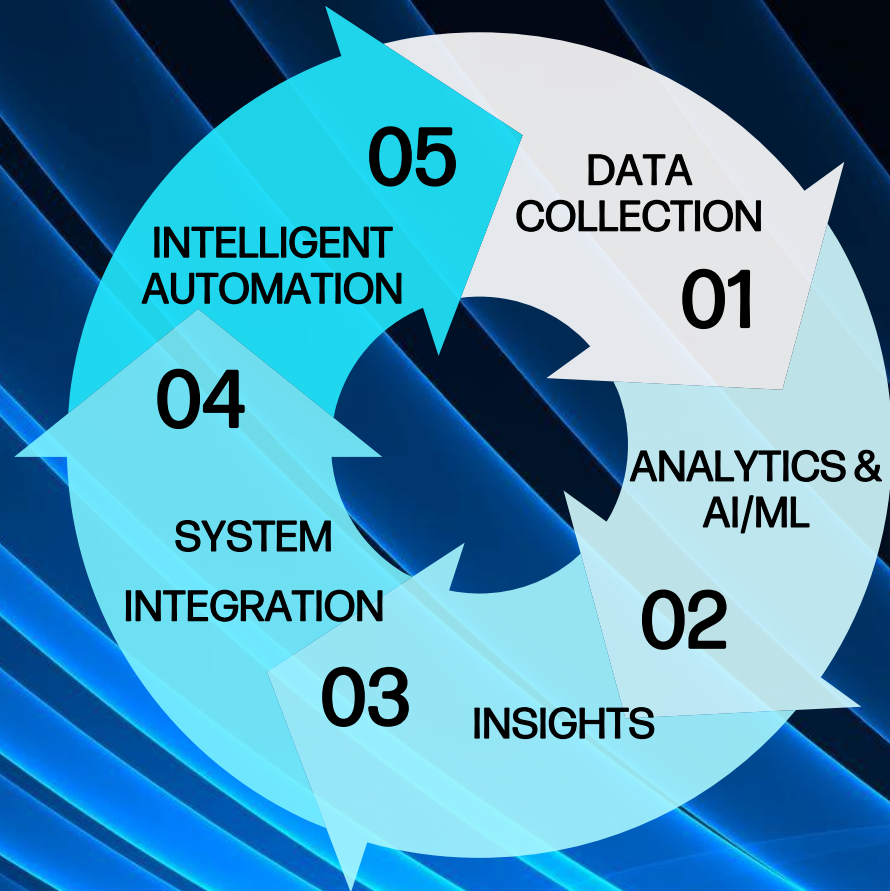 DATA
COLLECTION
01
ANALYTICS &
AI/ML
02
INSIGHTS
03
SYSTEM
INTEGRATION
04
INTELLIGENT
AUTOMATION
05